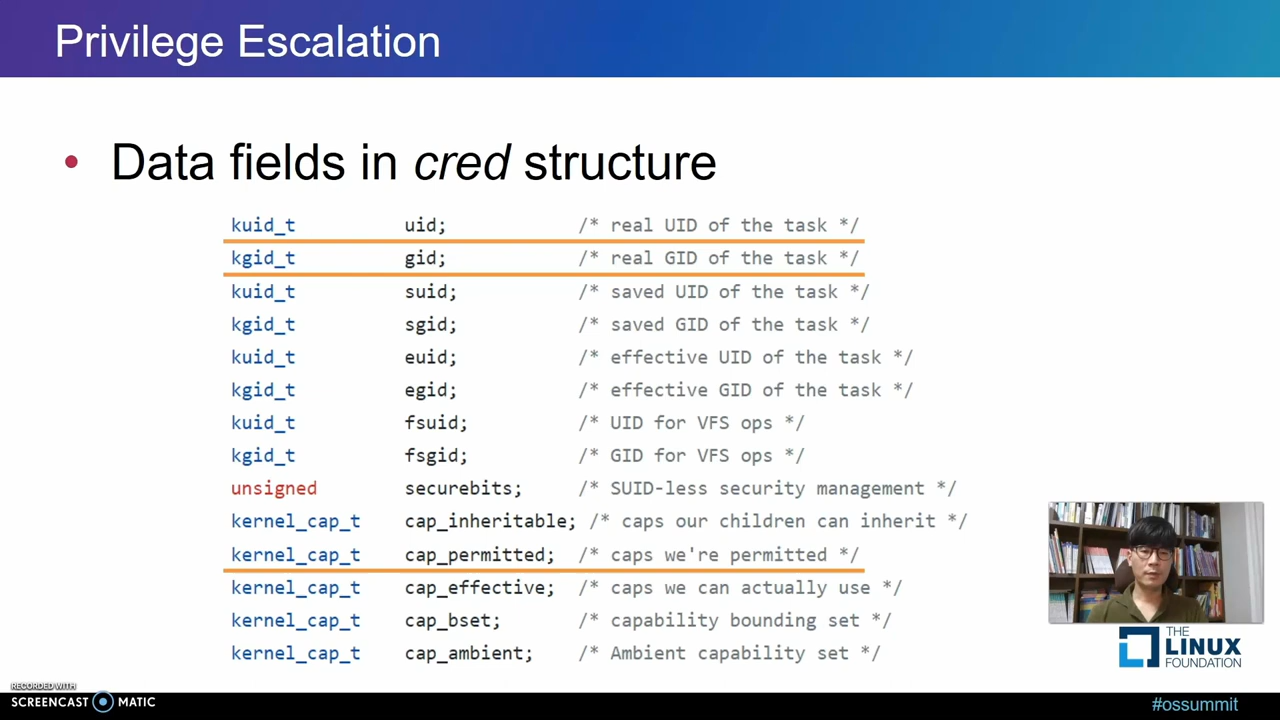 Privilege Escalation
• Data fields in cred structure
kuid_t uid; /* real UID of the task */
kgid_t gid; /* real GID of the task */
kuid_t suid; /* saved UID of the task */
kgid_t sgid; /* saved GID of the task */
kuid_t euid; /* effective UID of the task */
kgid_t egid; /* effective GID of the task */
kuid_t fsuid; /* UID for VFS ops */
kgid_t fsgid; /* GID for VFS ops */
unsigned securebits; /* SUID-less security management */
kernel_cap_t cap_inheritable; /* caps our children can inherit */
kernel_cap_t cap_permitted; /* caps we're permitted */
kernel_cap_t cap_effective; /* caps we can actually use */
kernel_cap_t cap_bset; /* capability bounding set */
kernel_cap_t cap_ambient; /* Ambient capability set */
THE
LINUX
FOUNDATION
RECORDED WITH
SCREENCAST MATIC
#ossummit